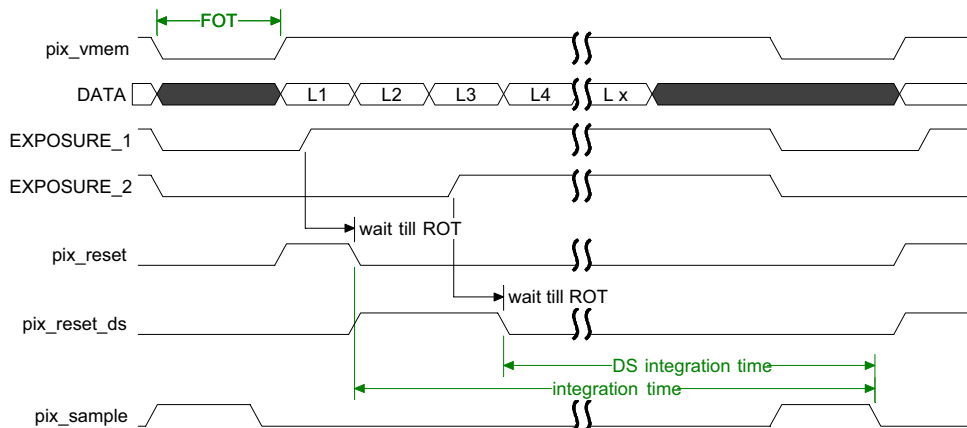 FOT
pix_vmem
DATA L1 L2 L3 L4 L x
EXPOSURE_1
EXPOSURE_2
wait till ROT
pix_reset
wait till ROT
pix_reset_ds
DS integration time
integration time
pix_sample